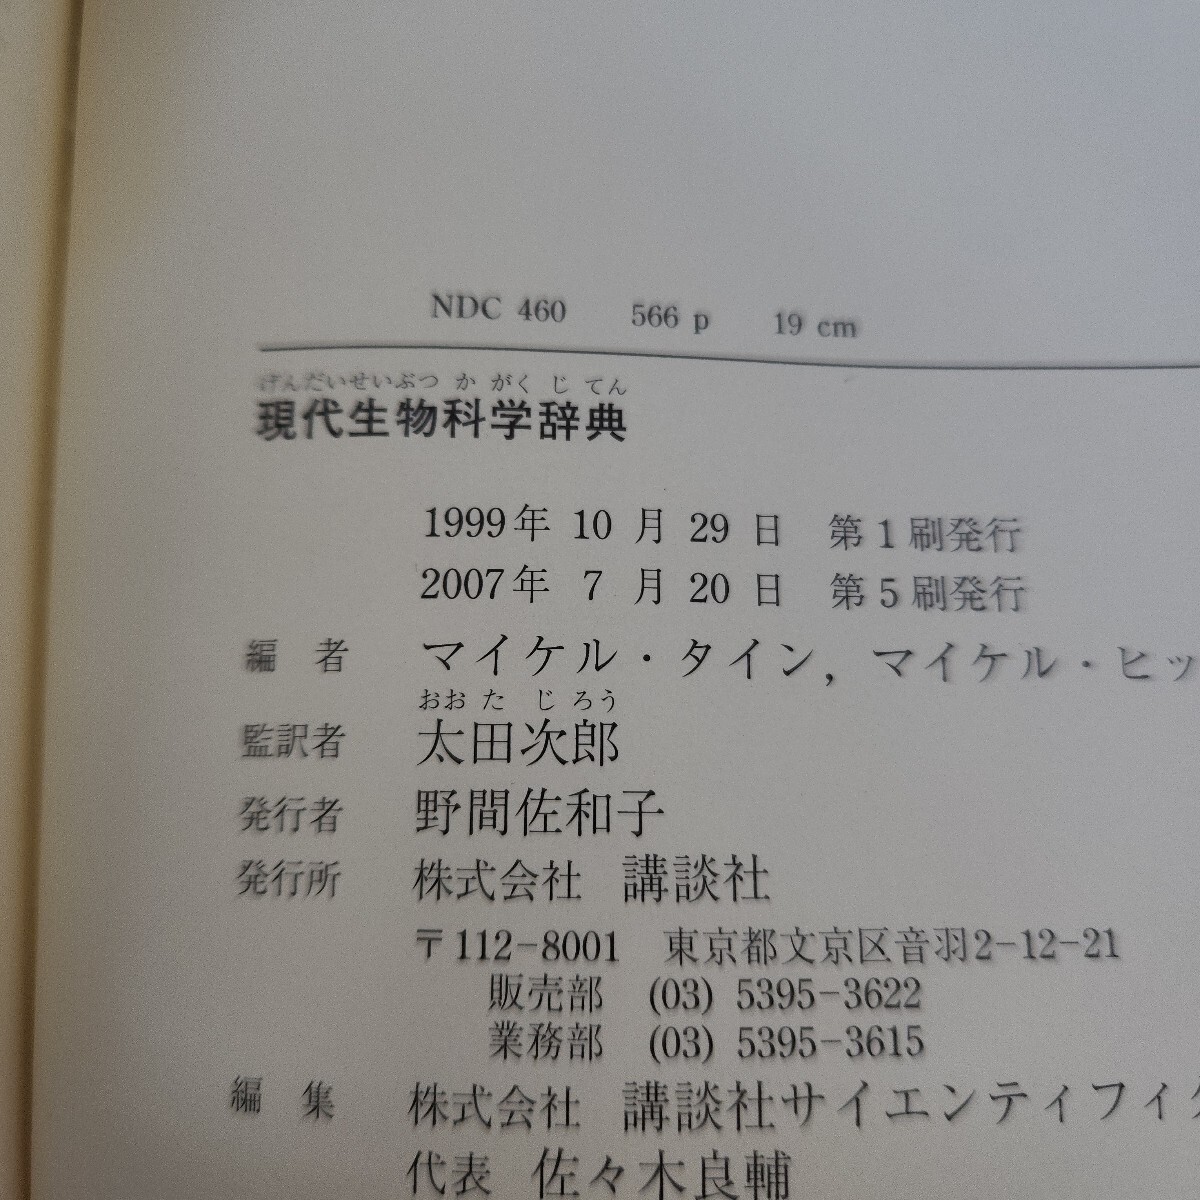 NDC 460 566 p 19 cm
げんだいせいぶつ か がく じ てん
現代生物科学辞典
1999年 10 月 29 日 第1刷発行
2007年 7 月 20 日 第5刷発行
編 者 マイケル・タイン, マイケル・ヒッ
おお た じ ろう
監訳者 太田次郎
発行者 野間佐和子
発行所 株式会社 講談社
〒112-8001 東京都文京区音羽2-12-21
販売部 (03) 5395-3622
業務部 (03) 5395-3615
編 集 株式会社 講談社サイエンティフィク
代表 佐々木良輔